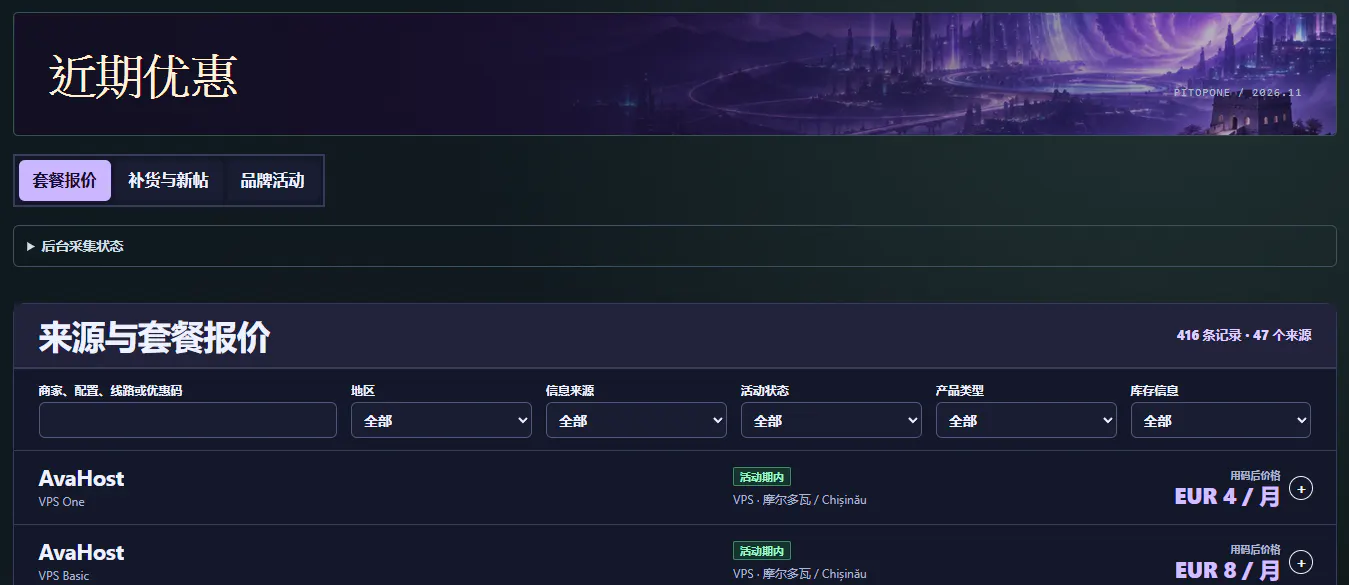 近期优惠
PITOPONE / 2026.11
套餐报价 补货与新帖 品牌活动
▶ 后台采集状态
来源与套餐报价 416 条记录 · 47 个来源
商家、配置、线路或优惠码 地区 信息来源 活动状态 产品类型 库存信息
全部 全部 全部 全部 全部
AvaHost 活动期内 用码后价格
VPS One VPS · 摩尔多瓦 / Chișinău EUR 4 / 月 +
AvaHost 活动期内 用码后价格
VPS Basic VPS · 摩尔多瓦 / Chișinău EUR 8 / 月 +